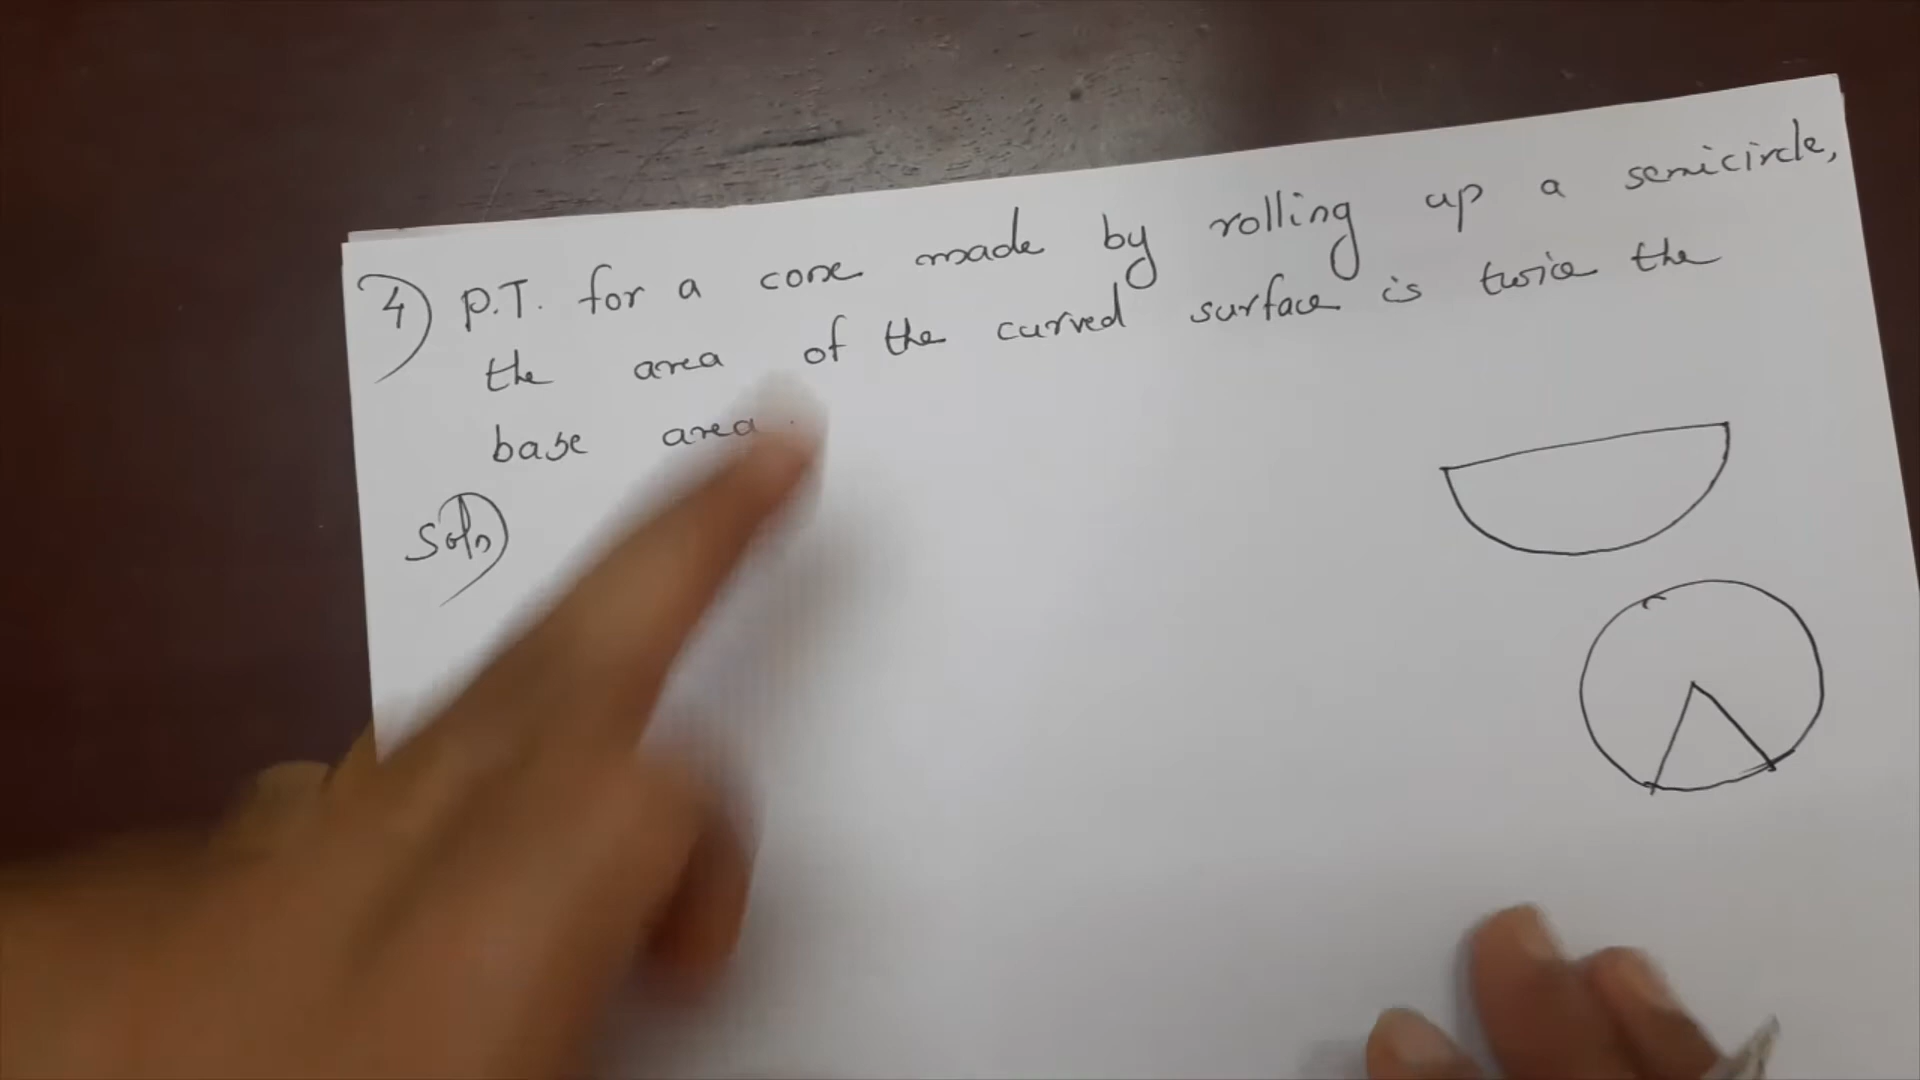 4) P.T. for a cone made by rolling up a semicircle,
the area of the curved surface is twice the
base area.
Soln)